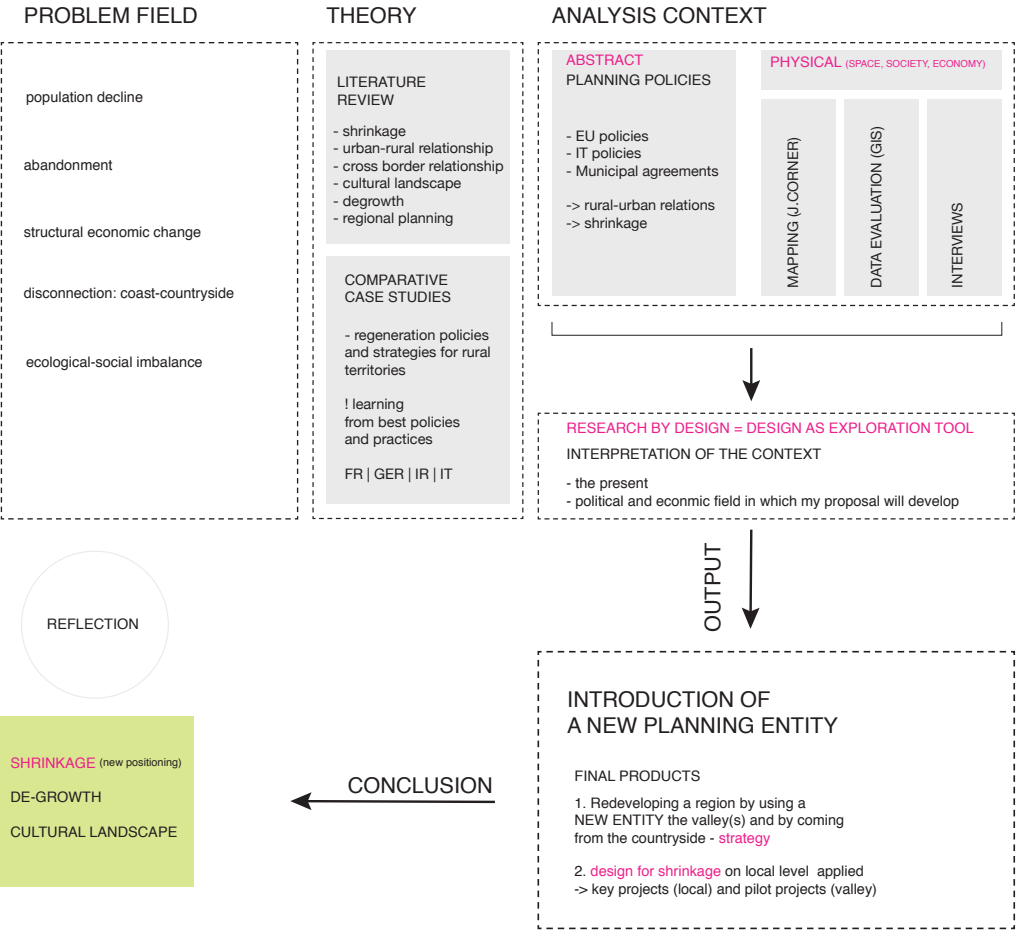 PROBLEM FIELD
population decline
abandonment
structural economic change
disconnection: coast-countryside
ecological-social imbalance
THEORY
LITERATURE
REVIEW
- shrinkage
- urban-rural relationship
- cross border relationship
- cultural landscape
- degrowth
- regional planning
COMPARATIVE
CASE STUDIES
- regeneration policies
and strategies for rural
territories
! learning
from best policies
and practices
FR | GER | IR | IT
ANALYSIS CONTEXT
ABSTRACT
PLANNING POLICIES
- EU policies
- IT policies
- Municipal agreements
-> rural-urban relations
-> shrinkage
PHYSICAL (SPACE, SOCIETY, ECONOMY)
MAPPING (J.CORNER)
DATA EVALUATION (GIS)
INTERVIEWS
RESEARCH BY DESIGN = DESIGN AS EXPLORATION TOOL
INTERPRETATION OF THE CONTEXT
- the present
- political and econmic field in which my proposal will develop
OUTPUT
INTRODUCTION OF
A NEW PLANNING ENTITY
FINAL PRODUCTS
1. Redeveloping a region by using a
NEW ENTITY the valley(s) and by coming
from the countryside - strategy
2. design for shrinkage on local level applied
-> key projects (local) and pilot projects (valley)
CONCLUSION
REFLECTION
SHRINKAGE (new positioning)
DE-GROWTH
CULTURAL LANDSCAPE